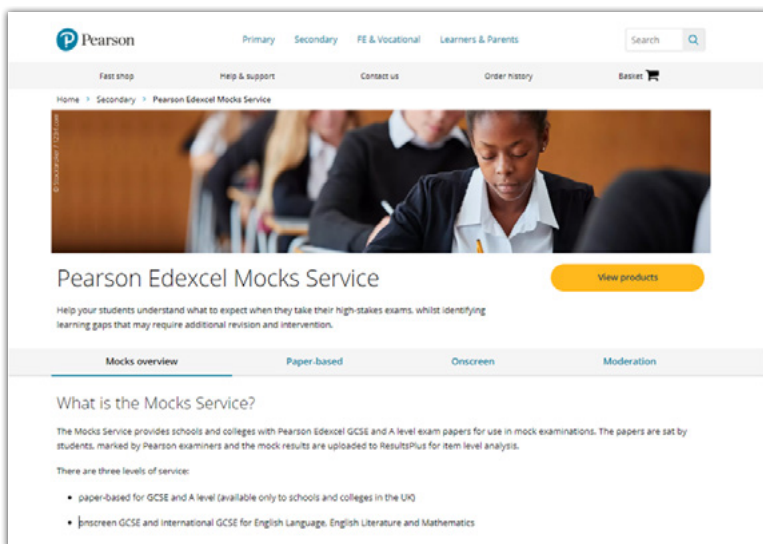 Pearson
Primary Secondary FE & Vocational Learners & Parents
Search
Fast shop Help & support Contact us Order history Basket
Home > Secondary > Pearson Edexcel Mocks Service
Pearson Edexcel Mocks Service
View products
Help your students understand what to expect when they take their high-stakes exams, whilst identifying
learning gaps that may require additional revision and intervention.
Mocks overview Paper-based Onscreen Moderation
What is the Mocks Service?
The Mocks Service provides schools and colleges with Pearson Edexcel GCSE and A level exam papers for use in mock examinations. The papers are sat by
students, marked by Pearson examiners and the mock results are uploaded to ResultsPlus for item level analysis.
There are three levels of service:
• paper-based for GCSE and A level (available only to schools and colleges in the UK)
• onscreen GCSE and international GCSE for English Language, English Literature and Mathematics